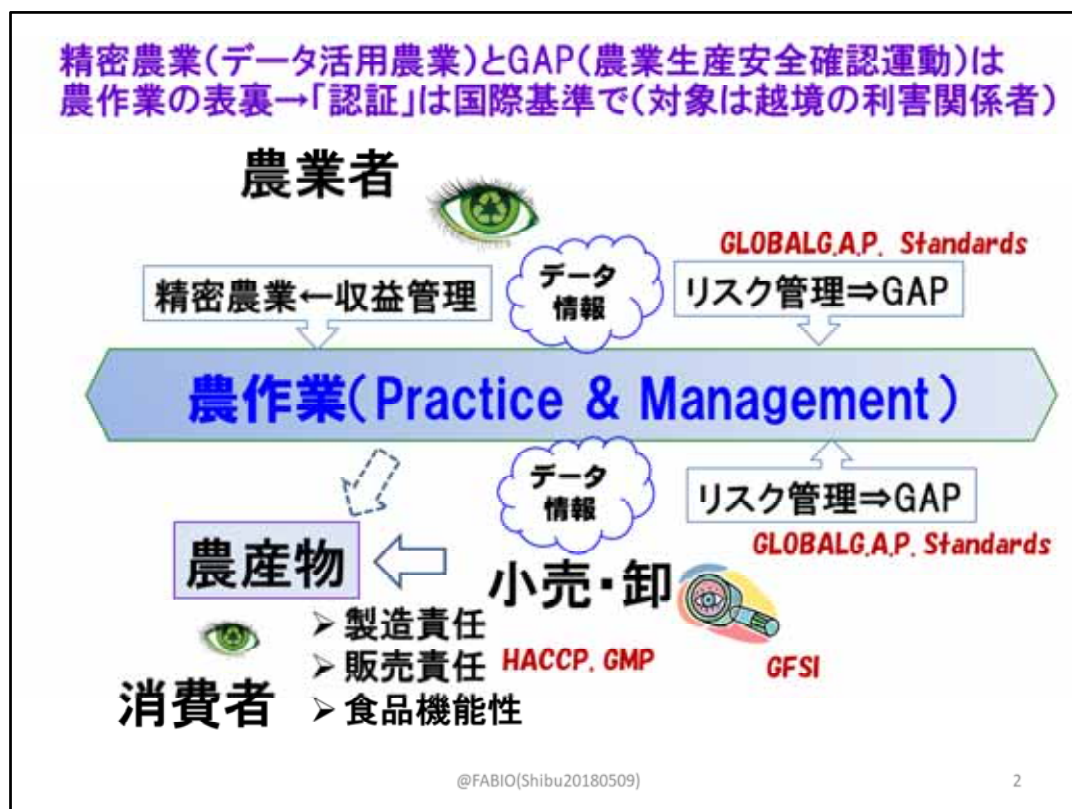 精密農業(データ活用農業)とGAP(農業生産安全確認運動)は
農作業の表裏→「認証」は国際基準で(対象は越境の利害関係者)
農業者
GLOBALG.A.P. Standards
データ
情報
精密農業←収益管理
リスク管理⇒GAP
農作業(Practice & Management)
データ
情報
リスク管理⇒GAP
GLOBALG.A.P. Standards
農産物
小売・卸
➢ 製造責任
➢ 販売責任
HACCP, GMP
GFSI
消費者
➢ 食品機能性
@FABIO(Shibu20180509)
2